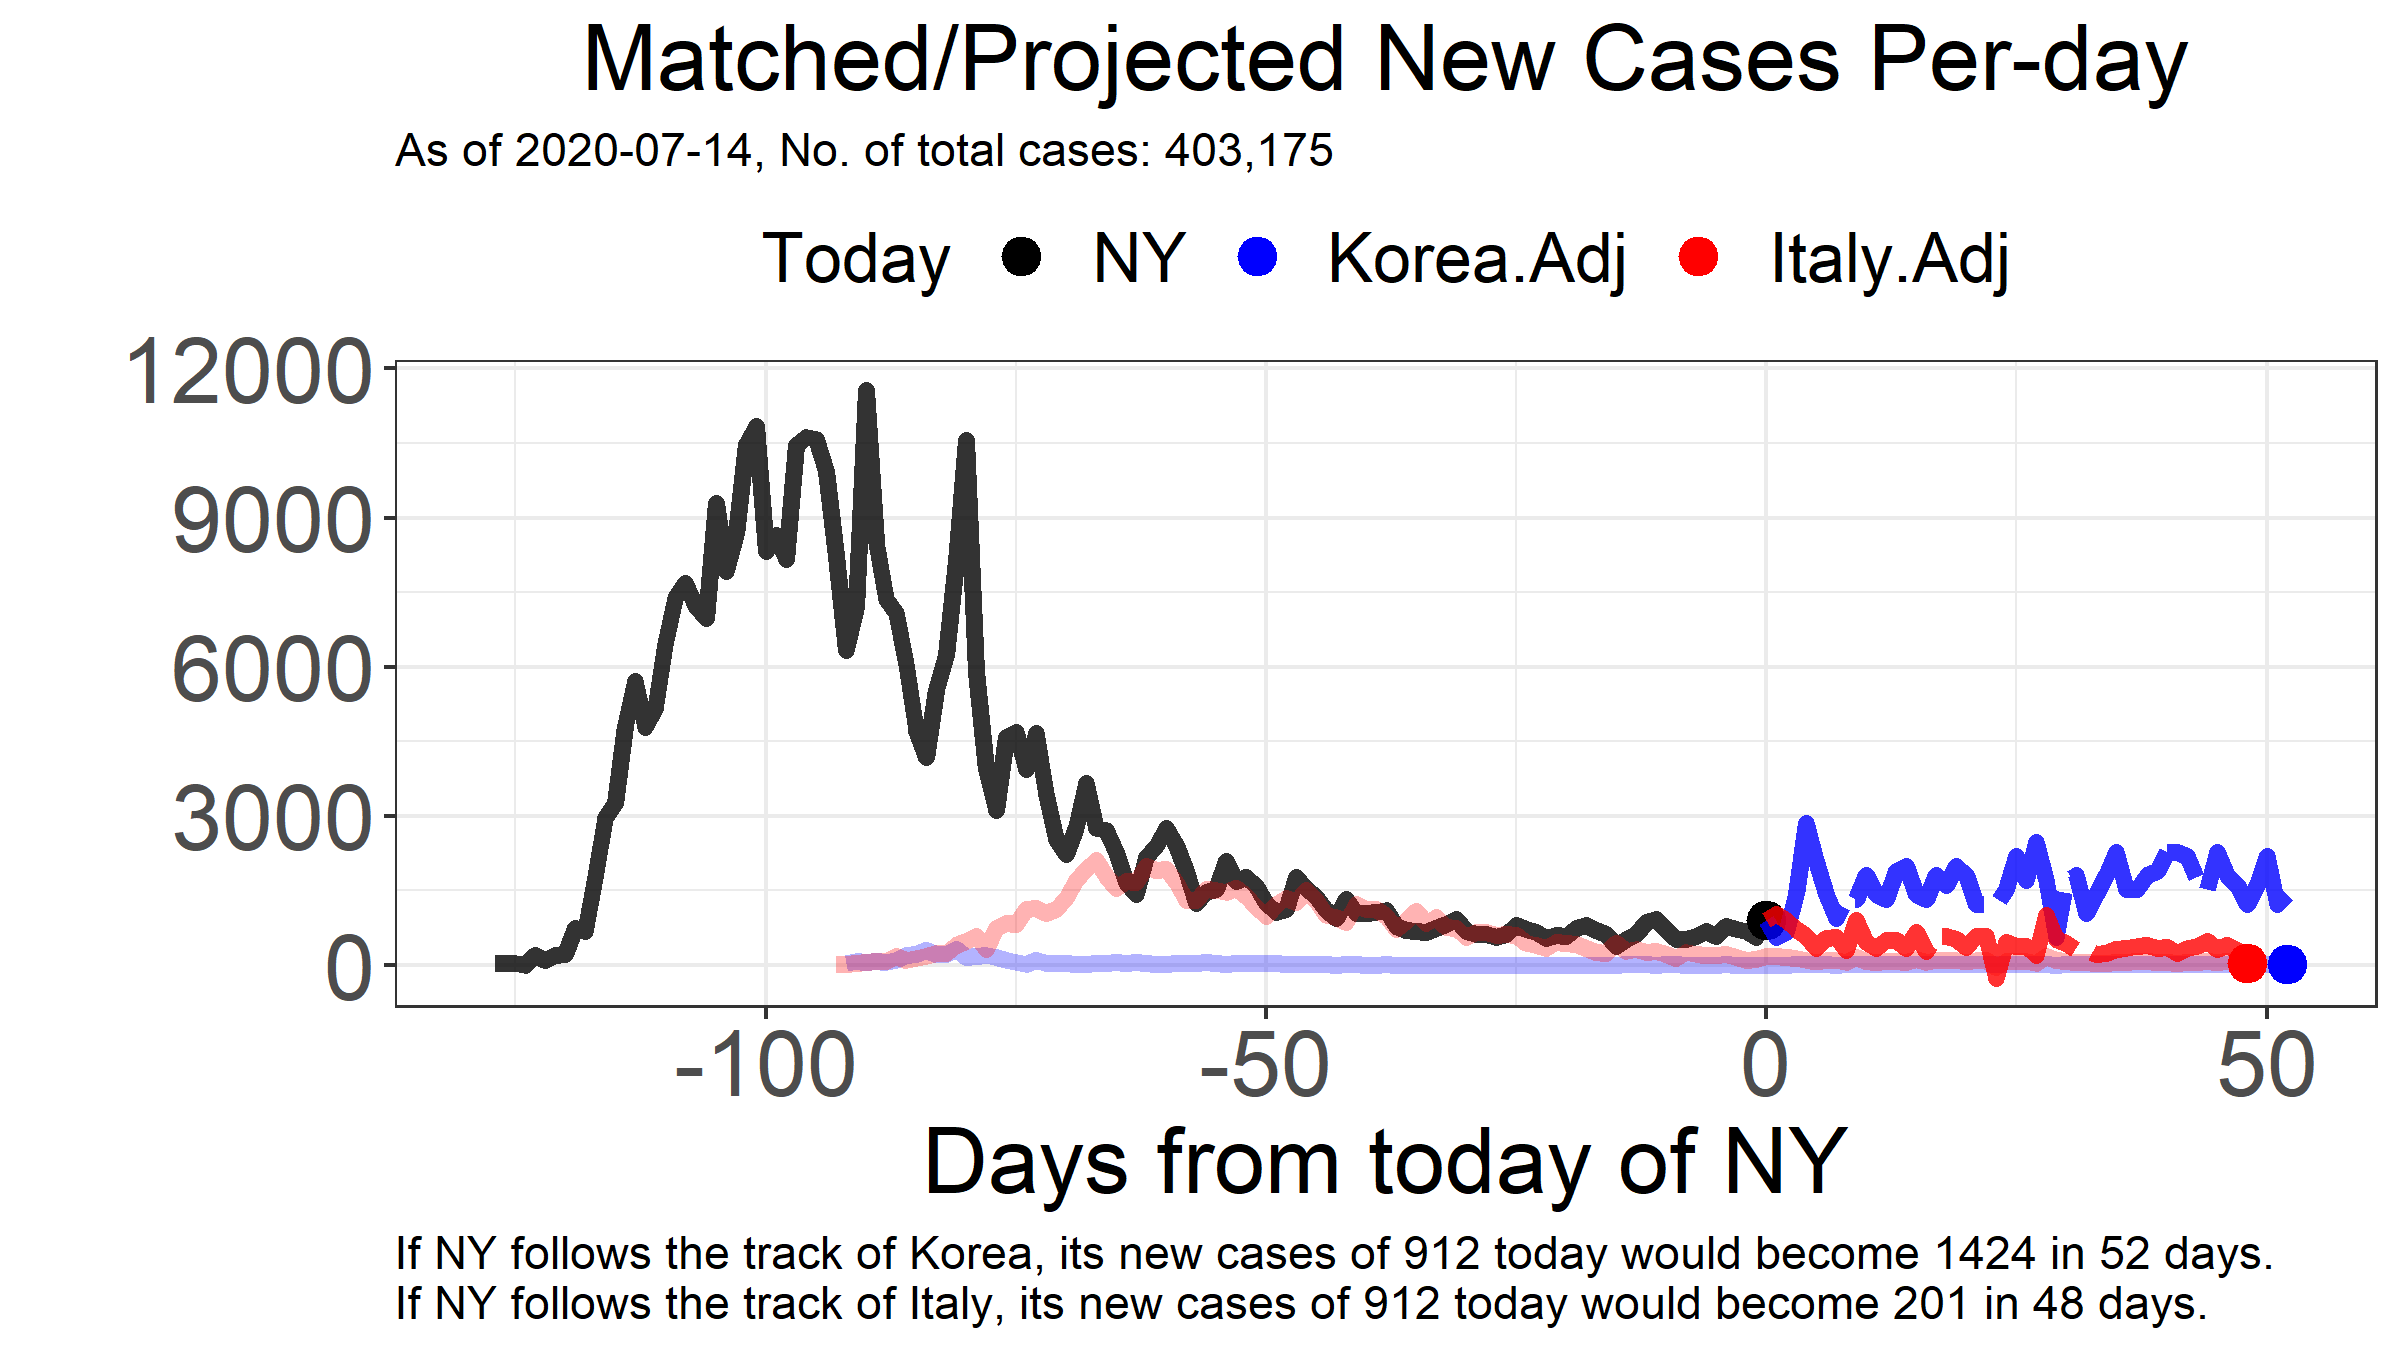 Matched/Projected New Cases Per-day
As of 2020-07-14, No. of total cases: 403,175
Today NY Korea.Adj Italy.Adj
12000
9000
6000
3000
0
-100 -50 0 50
Days from today of NY
If NY follows the track of Korea, its new cases of 912 today would become 1424 in 52 days.
If NY follows the track of Italy, its new cases of 912 today would become 201 in 48 days.